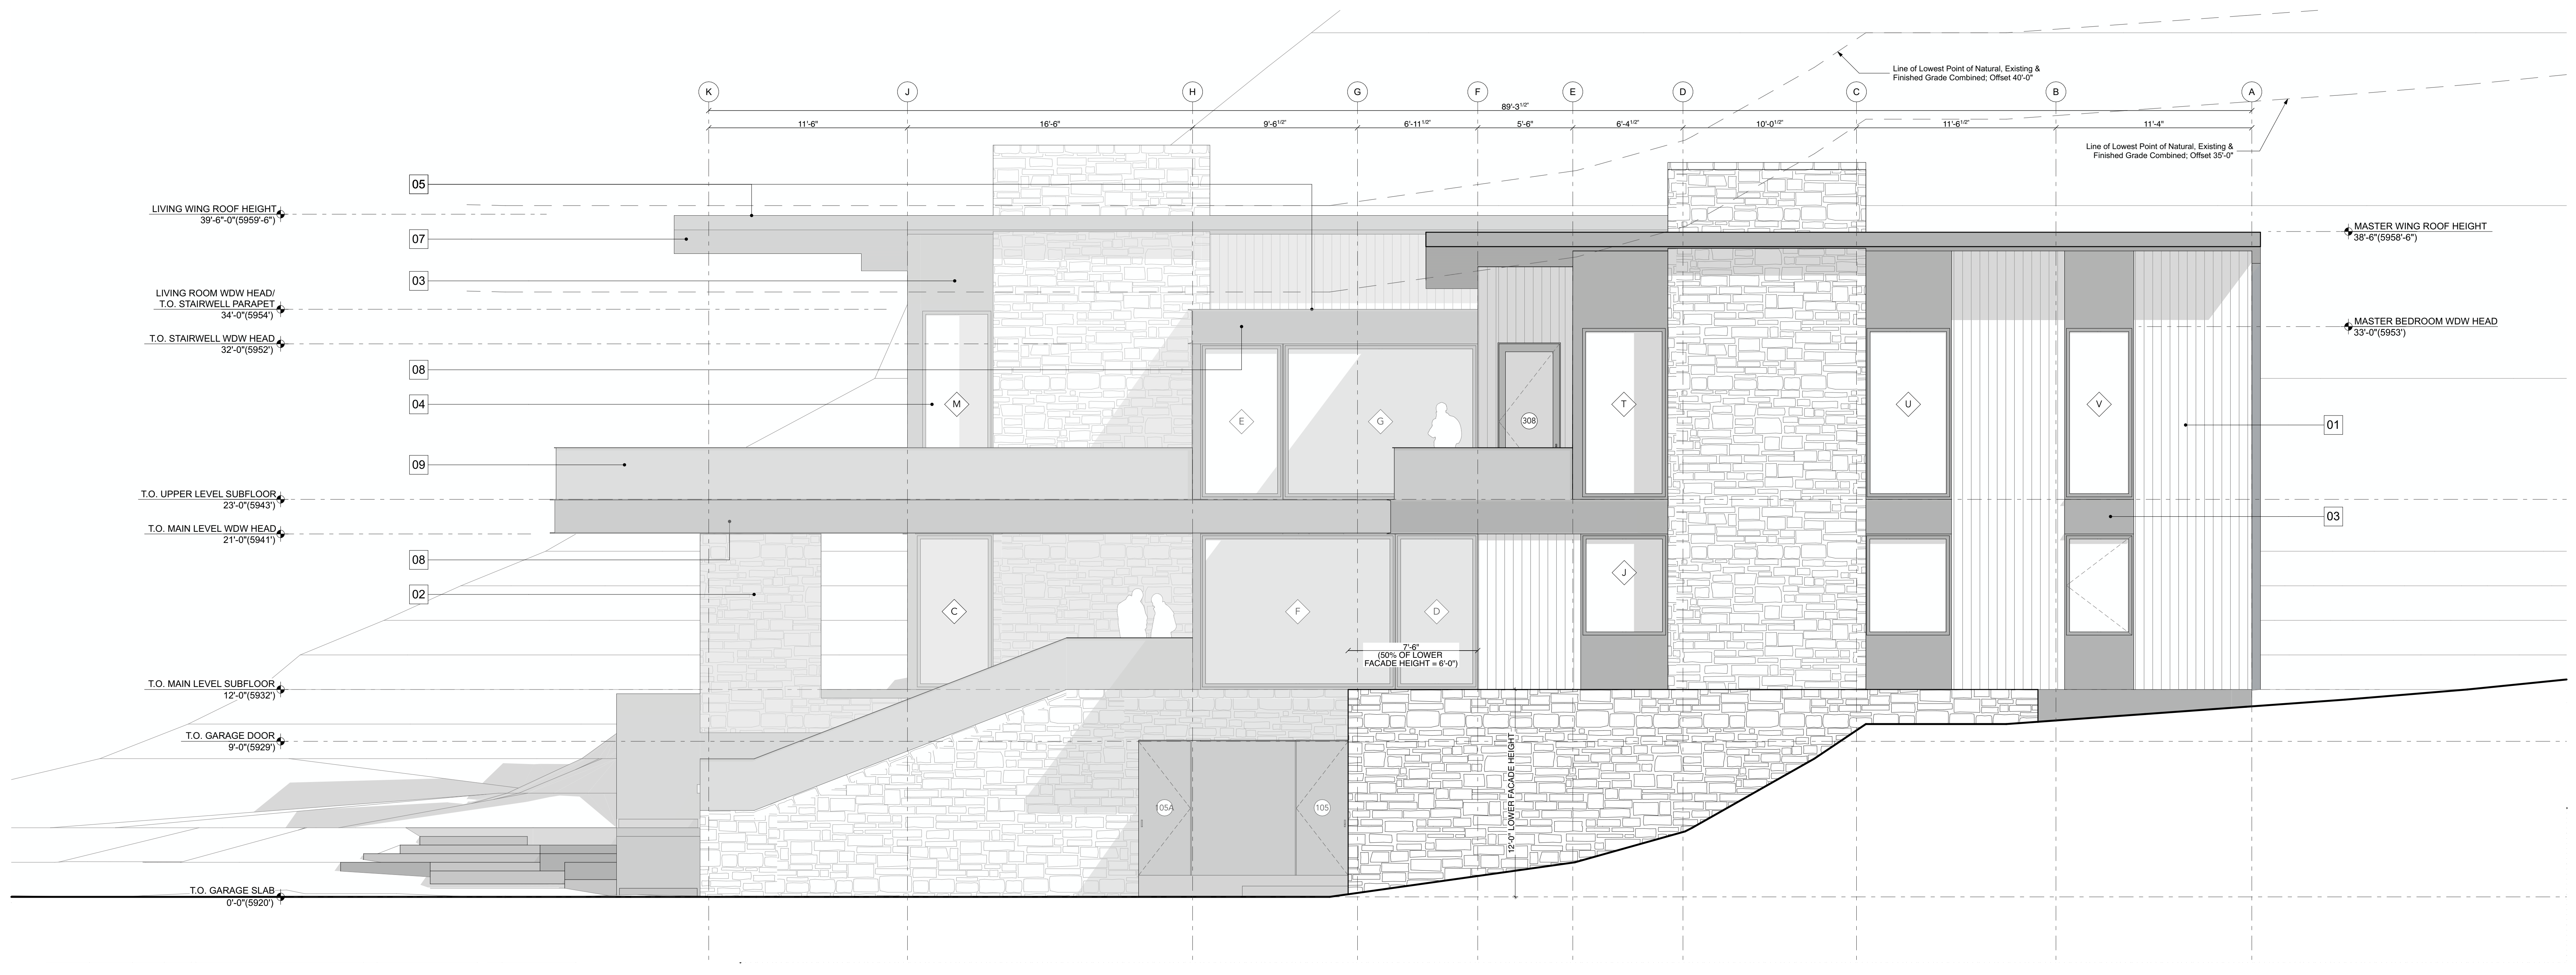 Line of Lowest Point of Natural, Existing &
Finished Grade Combined; Offset 40'-0"
K
J
H
G
F
E
D
C
B
A
89'-3 1/2"
11'-6"
16'-6"
9'-6 1/2"
6'-11 1/2"
5'-6"
6'-4 1/2"
10'-0 1/2"
11'-6 1/2"
11'-4"
Line of Lowest Point of Natural, Existing &
Finished Grade Combined; Offset 35'-0"
05
LIVING WING ROOF HEIGHT
39'-6"-0"(5959'-6")
07
MASTER WING ROOF HEIGHT
38'-6"(5958'-6")
03
LIVING ROOM WDW HEAD/
T.O. STAIRWELL PARAPET
34'-0"(5954')
MASTER BEDROOM WDW HEAD
33'-0"(5953')
T.O. STAIRWELL WDW HEAD
32'-0"(5952')
08
04
M
E
G
308
T
U
V
01
09
T.O. UPPER LEVEL SUBFLOOR
23'-0"(5943')
03
T.O. MAIN LEVEL WDW HEAD
21'-0"(5941')
08
J
02
C
F
D
7'-6"
(50% OF LOWER
FACADE HEIGHT = 6'-0")
T.O. MAIN LEVEL SUBFLOOR
12'-0"(5932')
T.O. GARAGE DOOR
9'-0"(5929')
12'-0" LOWER FACADE HEIGHT
105A
105
T.O. GARAGE SLAB
0'-0"(5920')